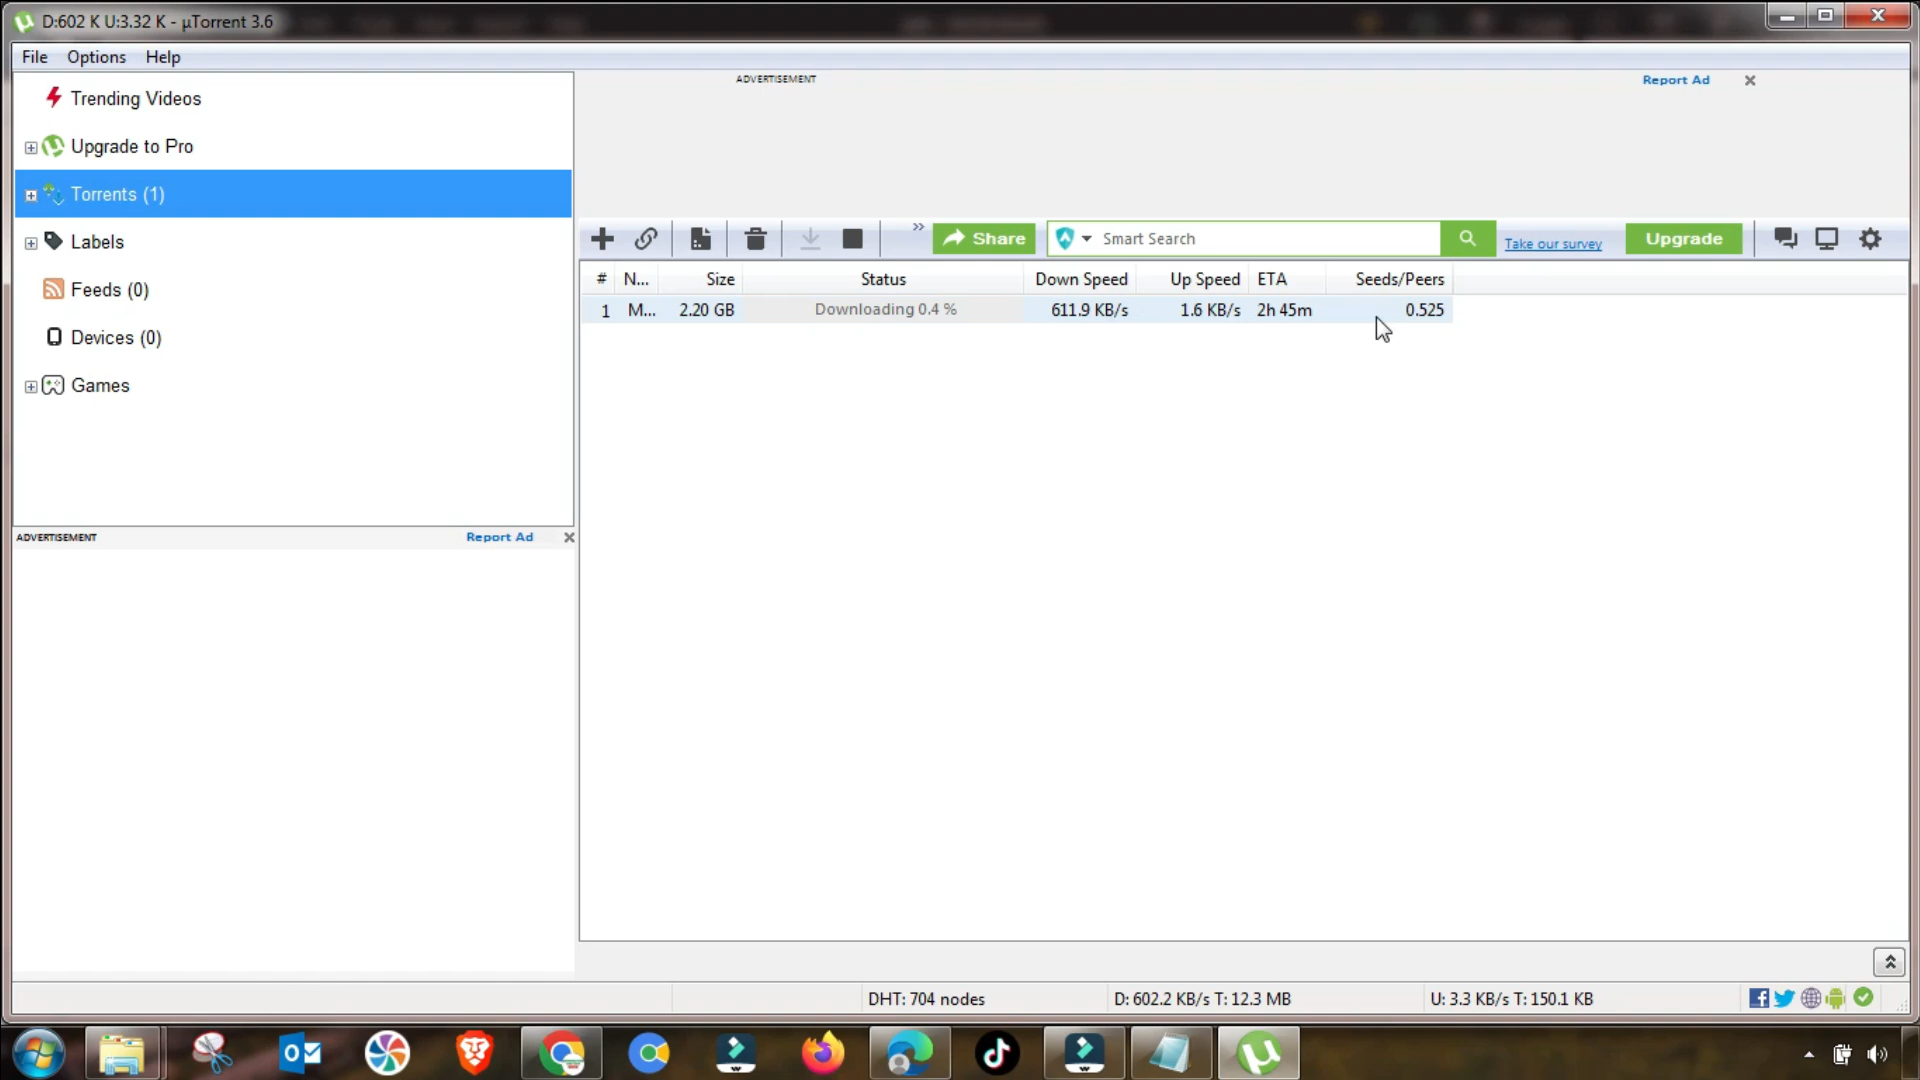 D:602 K U:3.32 K - µTorrent 3.6
File Options Help
Trending Videos
Upgrade to Pro
Torrents (1)
Labels
Feeds (0)
Devices (0)
Games
ADVERTISEMENT Report Ad
ADVERTISEMENT Report Ad
Share Smart Search Take our survey Upgrade
# N... Size Status Down Speed Up Speed ETA Seeds/Peers
1 M... 2.20 GB Downloading 0.4 % 611.9 KB/s 1.6 KB/s 2h 45m 0.525
DHT: 704 nodes D: 602.2 KB/s T: 12.3 MB U: 3.3 KB/s T: 150.1 KB